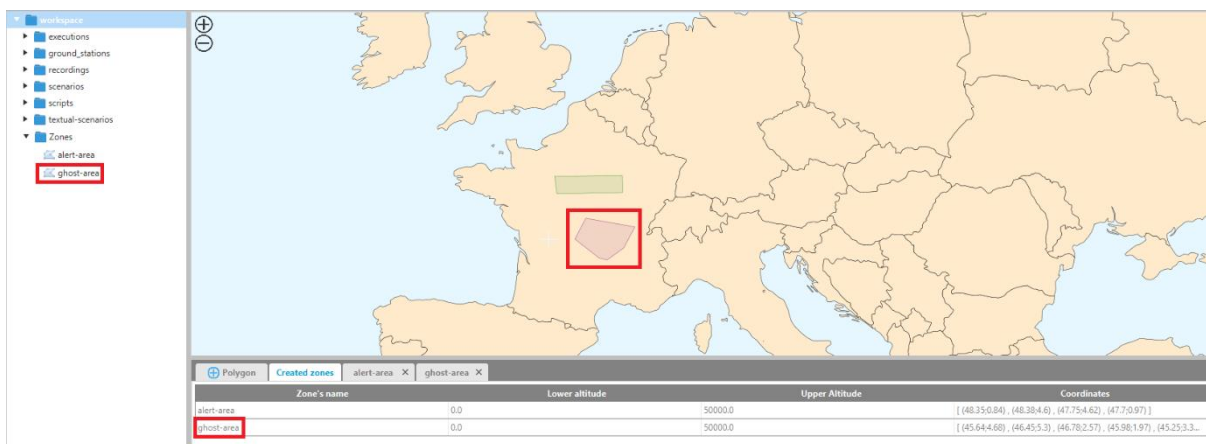 workspace
executions
ground_stations
recordings
scenarios
scripts
textual-scenarios
Zones
alert-area
ghost-area
Polygon Created zones alert-area × ghost-area ×
Zone's name Lower altitude Upper Altitude Coordinates
alert-area 0.0 50000.0 [ (48.35;0.84) , (48.38;4.6) , (47.75;4.62) , (47.7;0.97) ]
ghost-area 0.0 50000.0 [ (45.64;4.68) , (46.45;5.3) , (46.78;2.57) , (45.98;1.97) , (45.25;3.3...